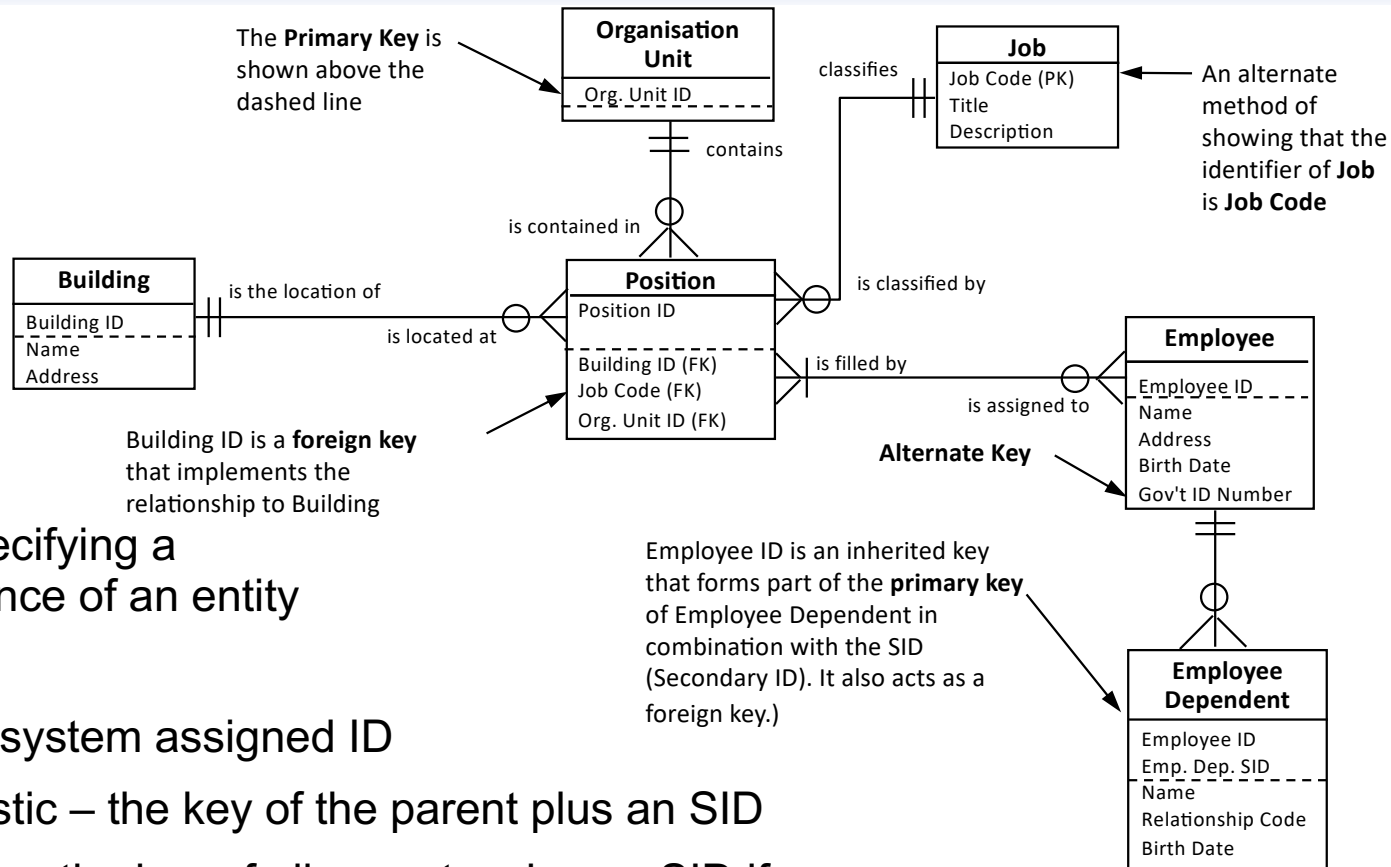 The Primary Key is
shown above the
dashed line
Organisation
Unit
Org. Unit ID
contains
is contained in
classifies
Job
Job Code (PK)
Title
Description
An alternate
method of
showing that the
identifier of Job
is Job Code
Building
Building ID
Name
Address
is the location of
is located at
Position
Position ID
Building ID (FK)
Job Code (FK)
Org. Unit ID (FK)
is classified by
is filled by
is assigned to
Employee
Employee ID
Name
Address
Birth Date
Gov't ID Number
Alternate Key
Building ID is a foreign key
that implements the
relationship to Building
ecifying a
nce of an entity
Employee ID is an inherited key
that forms part of the primary key
of Employee Dependent in
combination with the SID
(Secondary ID). It also acts as a
foreign key.)
Employee
Dependent
Employee ID
Emp. Dep. SID
Name
Relationship Code
Birth Date
system assigned ID
stic – the key of the parent plus an SID